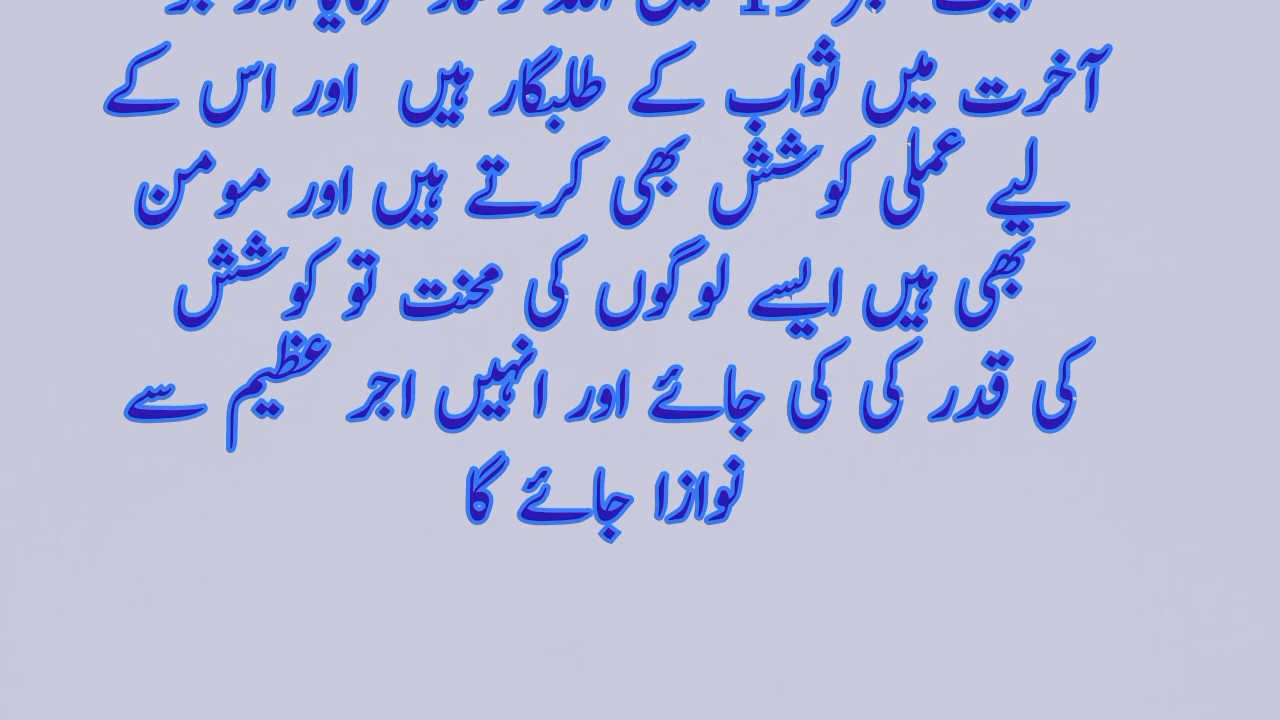 آخرت میں ثواب کے طلبگار ہیں اور اس کے
لیے عملی کوشش بھی کرتے ہیں اور مومن
بھی ہیں ایسے لوگوں کی محنت تو کوشش
کی قدر کی کی جائے اور انہیں اجر عظیم سے
نوازا جائے گا